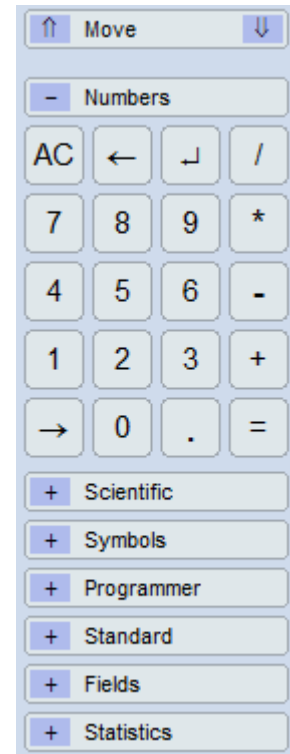 ⇑ Move ⇓
− Numbers
AC ← ↵ /
7 8 9 *
4 5 6 -
1 2 3 +
→ 0 . =
+ Scientific
+ Symbols
+ Programmer
+ Standard
+ Fields
+ Statistics